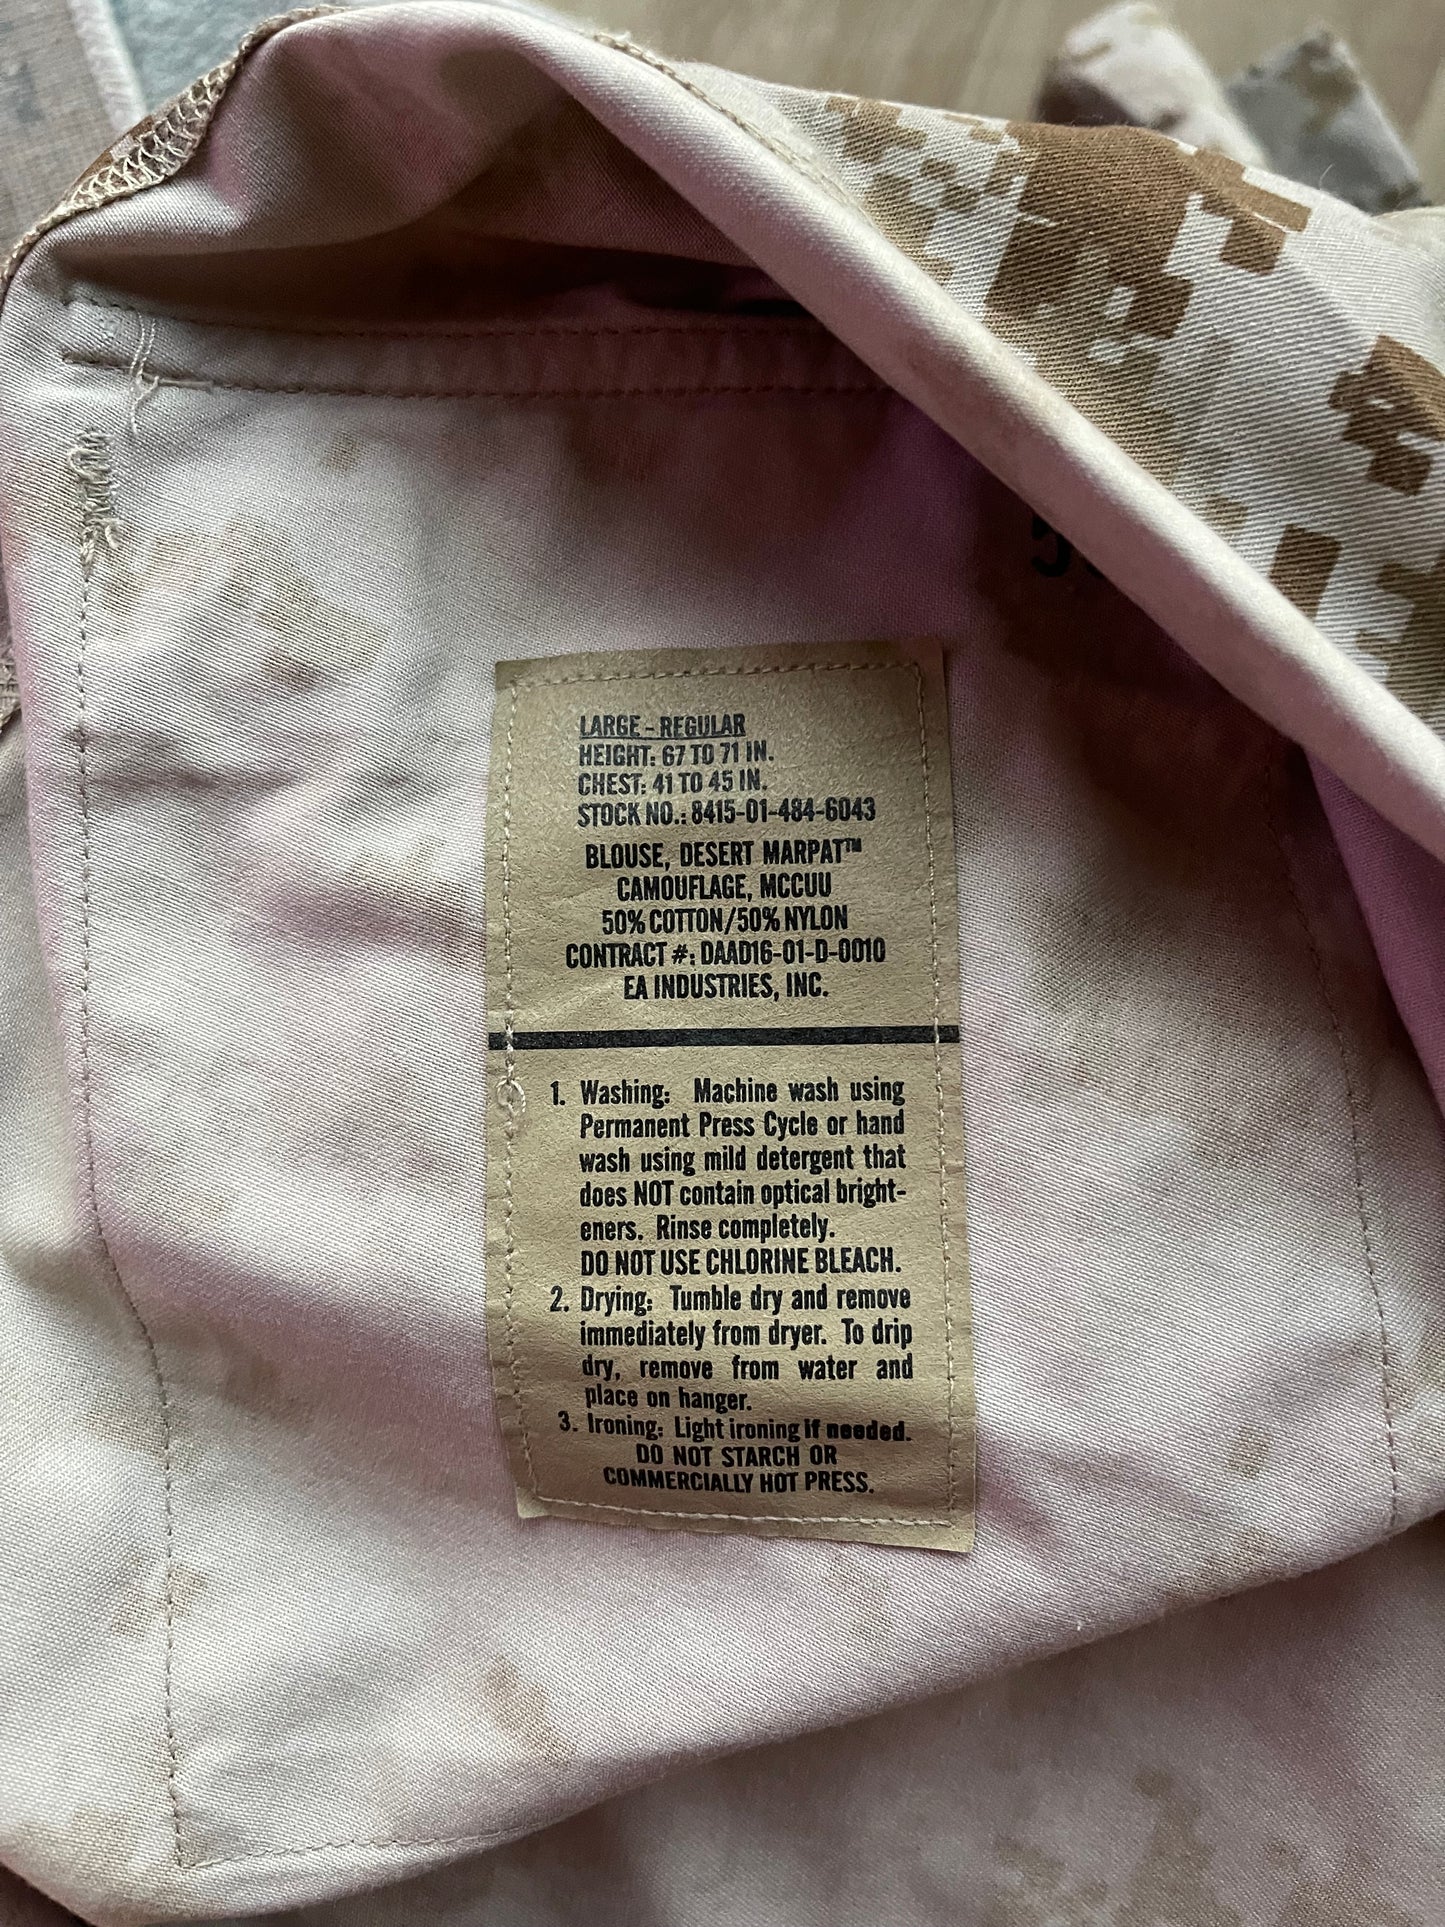 LARGE - REGULAR
HEIGHT: 67 TO 71 IN.
CHEST: 41 TO 45 IN.
STOCK NO.: 8415-01-484-6043
BLOUSE, DESERT MARPAT™
CAMOUFLAGE, MCCUU
50% COTTON/50% NYLON
CONTRACT #: DAAD16-01-D-0010
EA INDUSTRIES, INC.
1. Washing: Machine wash using
Permanent Press Cycle or hand
wash using mild detergent that
does NOT contain optical bright-
eners. Rinse completely.
DO NOT USE CHLORINE BLEACH.
2. Drying: Tumble dry and remove
immediately from dryer. To drip
dry, remove from water and
place on hanger.
3. Ironing: Light ironing if needed.
DO NOT STARCH OR
COMMERCIALLY HOT PRESS.